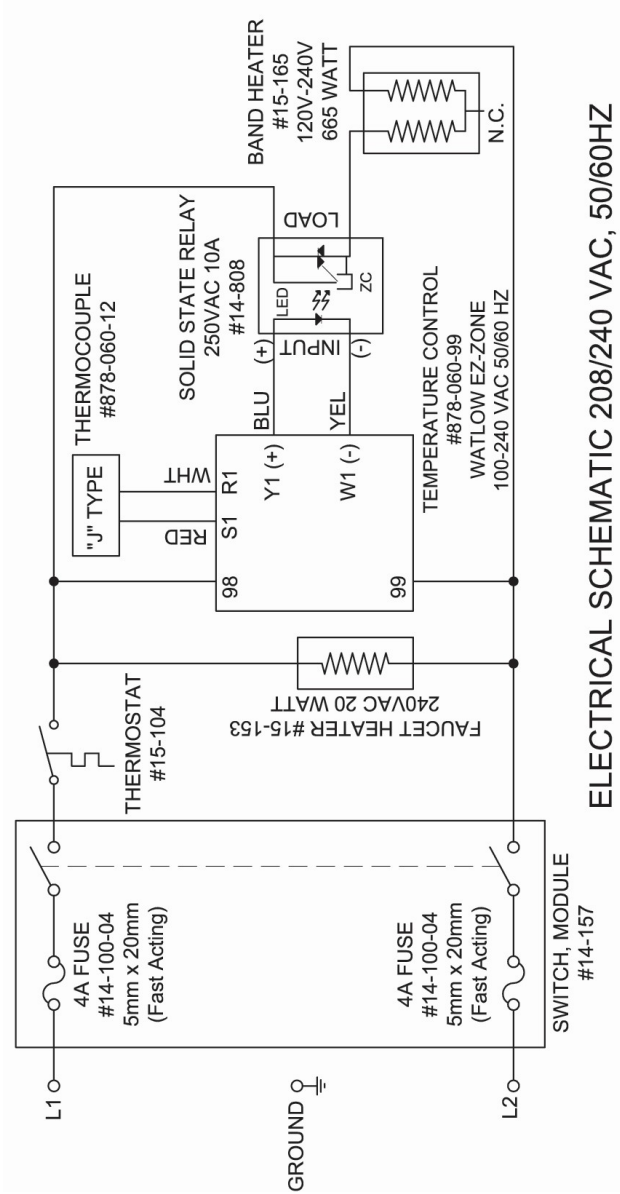 L1
GROUND
L2
4A FUSE
#14-100-04
5mm x 20mm
(Fast Acting)
4A FUSE
#14-100-04
5mm x 20mm
(Fast Acting)
SWITCH, MODULE
#14-157
THERMOSTAT
#15-104
FAUCET HEATER #15-153
240VAC 20 WATT
THERMOCOUPLE
#878-060-12
"J" TYPE
RED
WHT
S1
R1
98
99
Y1 (+)
W1 (-)
BLU
YEL
TEMPERATURE CONTROL
#878-060-99
WATLOW EZ-ZONE
100-240 VAC 50/60 HZ
SOLID STATE RELAY
250VAC 10A
#14-808
(+)
INPUT
(-)
LED
ZC
LOAD
BAND HEATER
#15-165
120V-240V
665 WATT
N.C.
ELECTRICAL SCHEMATIC 208/240 VAC, 50/60HZ